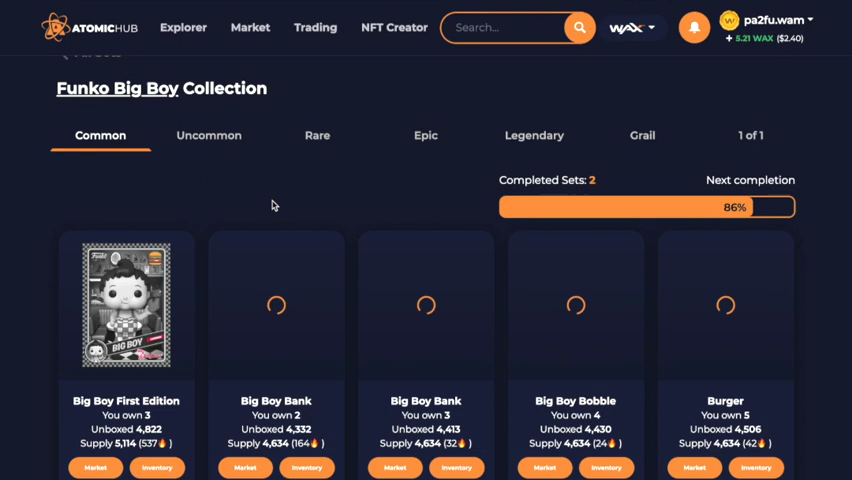 ATOMICHUB Explorer Market Trading NFT Creator Search... WAX pa2fu.wam
+ 5.21 WAX ($2.40)
Funko Big Boy Collection
Common Uncommon Rare Epic Legendary Grail 1 of 1
Completed Sets: 2 Next completion
86%
Funko
BIG BOY
Big Boy First Edition Big Boy Bank Big Boy Bank Big Boy Bobble Burger
You own 3 You own 2 You own 3 You own 4 You own 5
Unboxed 4,822 Unboxed 4,332 Unboxed 4,413 Unboxed 4,430 Unboxed 4,506
Supply 5,114 (537🔥) Supply 4,634 (164🔥) Supply 4,634 (32🔥) Supply 4,634 (24🔥) Supply 4,634 (42🔥)
Market Inventory Market Inventory Market Inventory Market Inventory Market Inventory